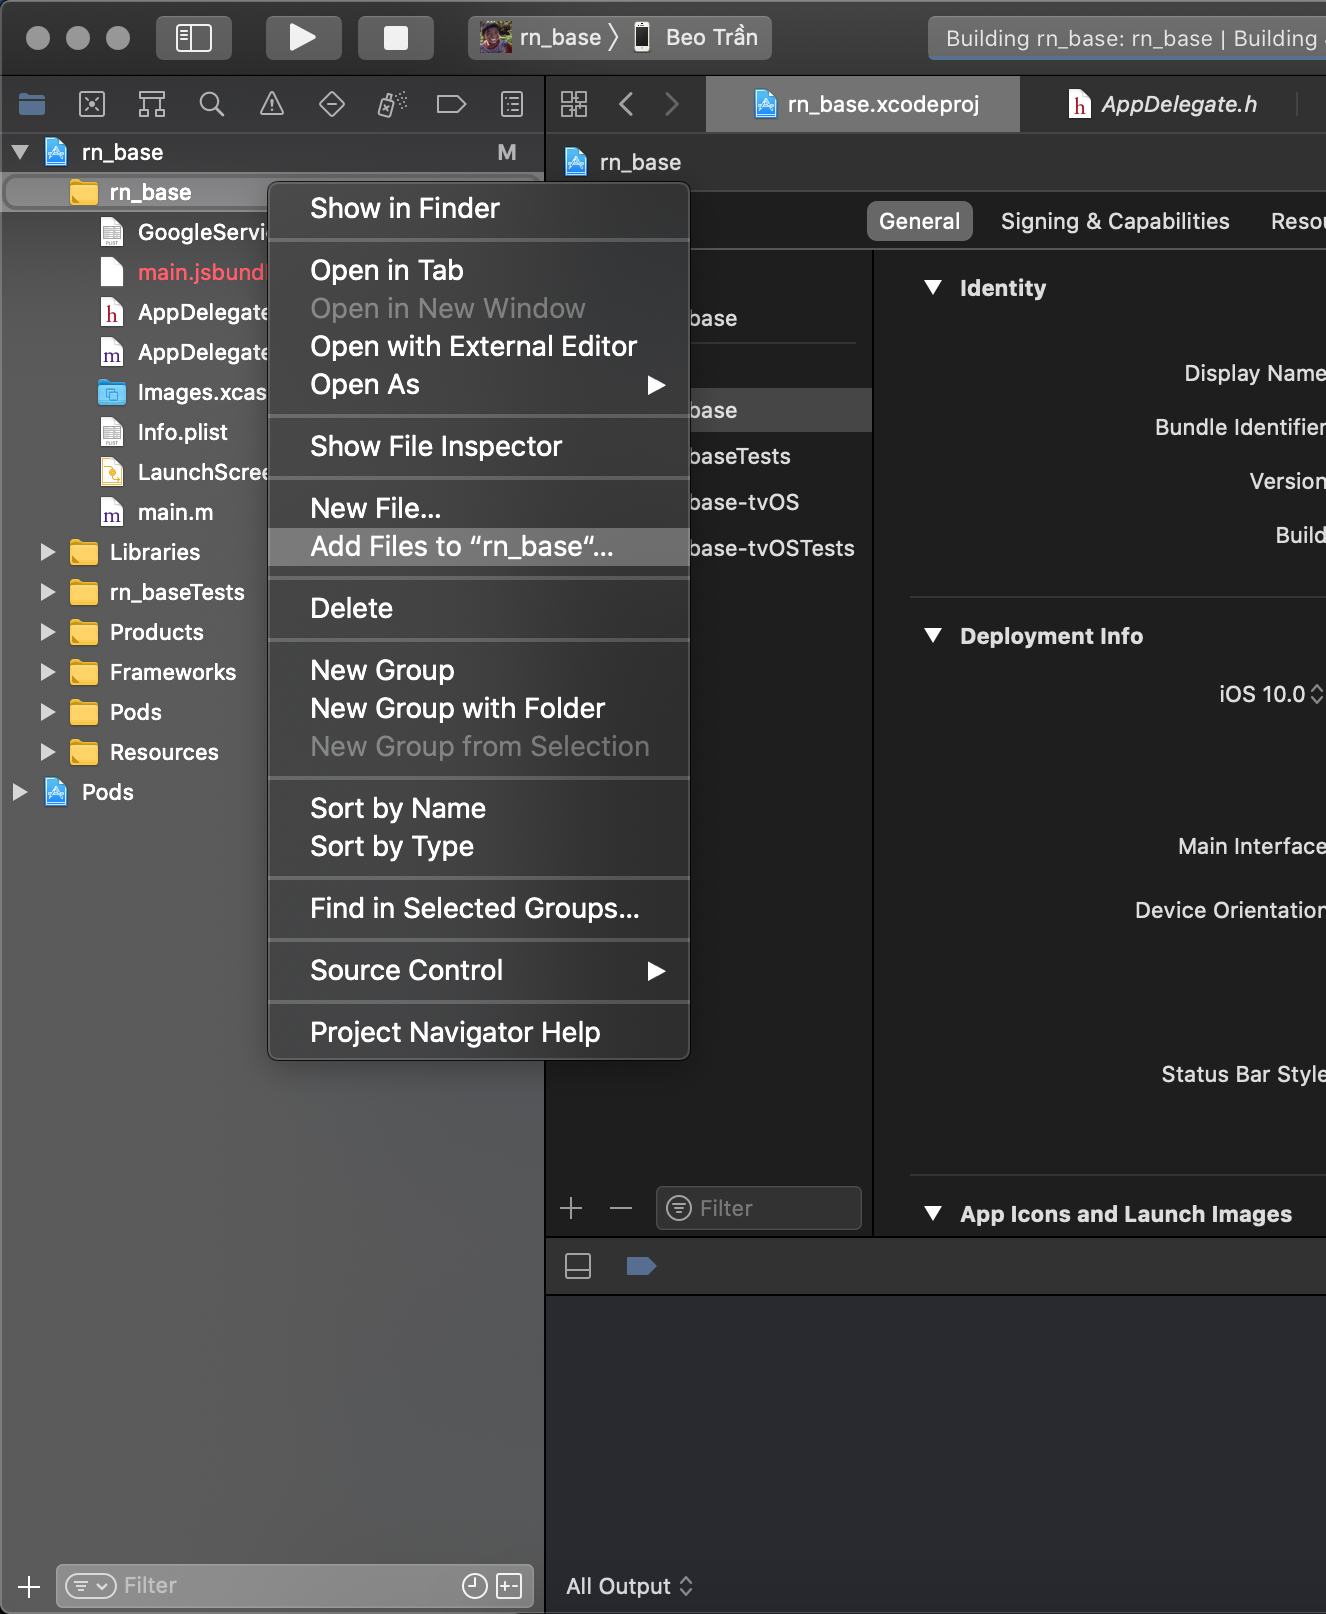 rn_base 〉 Beo Trần
Building rn_base: rn_base | Building
rn_base.xcodeproj
h AppDelegate.h
rn_base M
rn_base
rn_base
GoogleServi
main.jsbund
h AppDelegate
m AppDelegate
Images.xcas
Info.plist
LaunchScre
m main.m
Libraries
rn_baseTests
Products
Frameworks
Pods
Resources
Pods
Show in Finder
Open in Tab
Open in New Window
Open with External Editor
Open As
Show File Inspector
New File...
Add Files to “rn_base“...
Delete
New Group
New Group with Folder
New Group from Selection
Sort by Name
Sort by Type
Find in Selected Groups...
Source Control
Project Navigator Help
General Signing & Capabilities Resou
base
base
baseTests
base-tvOS
base-tvOSTests
Identity
Display Name
Bundle Identifier
Version
Build
Deployment Info
iOS 10.0
Main Interface
Device Orientation
Status Bar Style
App Icons and Launch Images
Filter
Filter
All Output